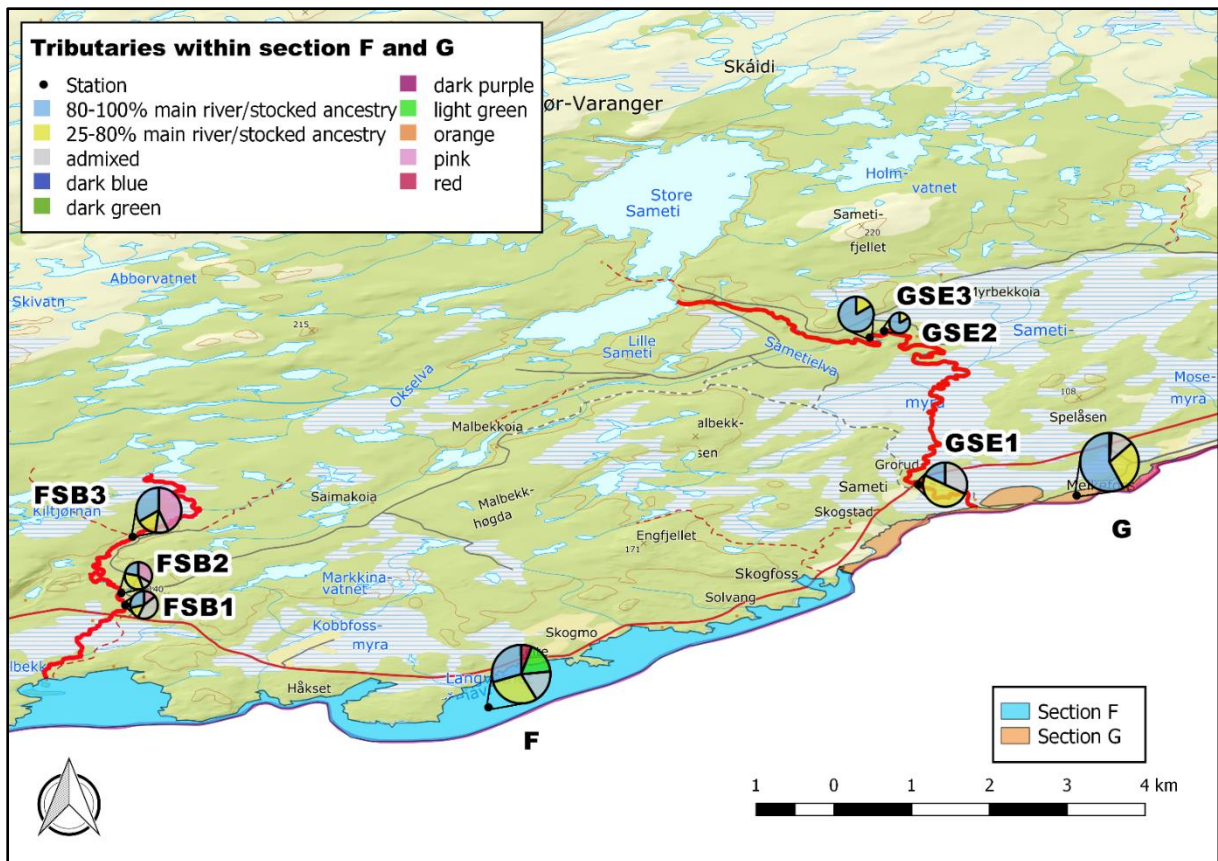 Tributaries within section F and G
Station
80-100% main river/stocked ancestry
25-80% main river/stocked ancestry
admixed
dark blue
dark green
dark purple
light green
orange
pink
red
Skáidi
ør-Varanger
Store
Sameti
Holm-
vatnet
Sameti-
220
fjellet
Abborvatnet
Skivatn
215
Lille
Sameti
Okselva
Sametielva
GSE3
Myrbekkoia
GSE2
Sameti-
myra
Mose-
myra
108
Spelåsen
Malbekkoia
GSE1
Grorud
Sameti
Skogstad
G
FSB3
Kiltjørnan
Saimakoia
Malbekk-
høgda
Engfjellet
171
FSB2
FSB1
Markkina-
vatnet
Skogfoss
Solvang
Kobbfoss-
myra
Skogmo
Håkset
F
Section F
Section G
1 0 1 2 3 4 km